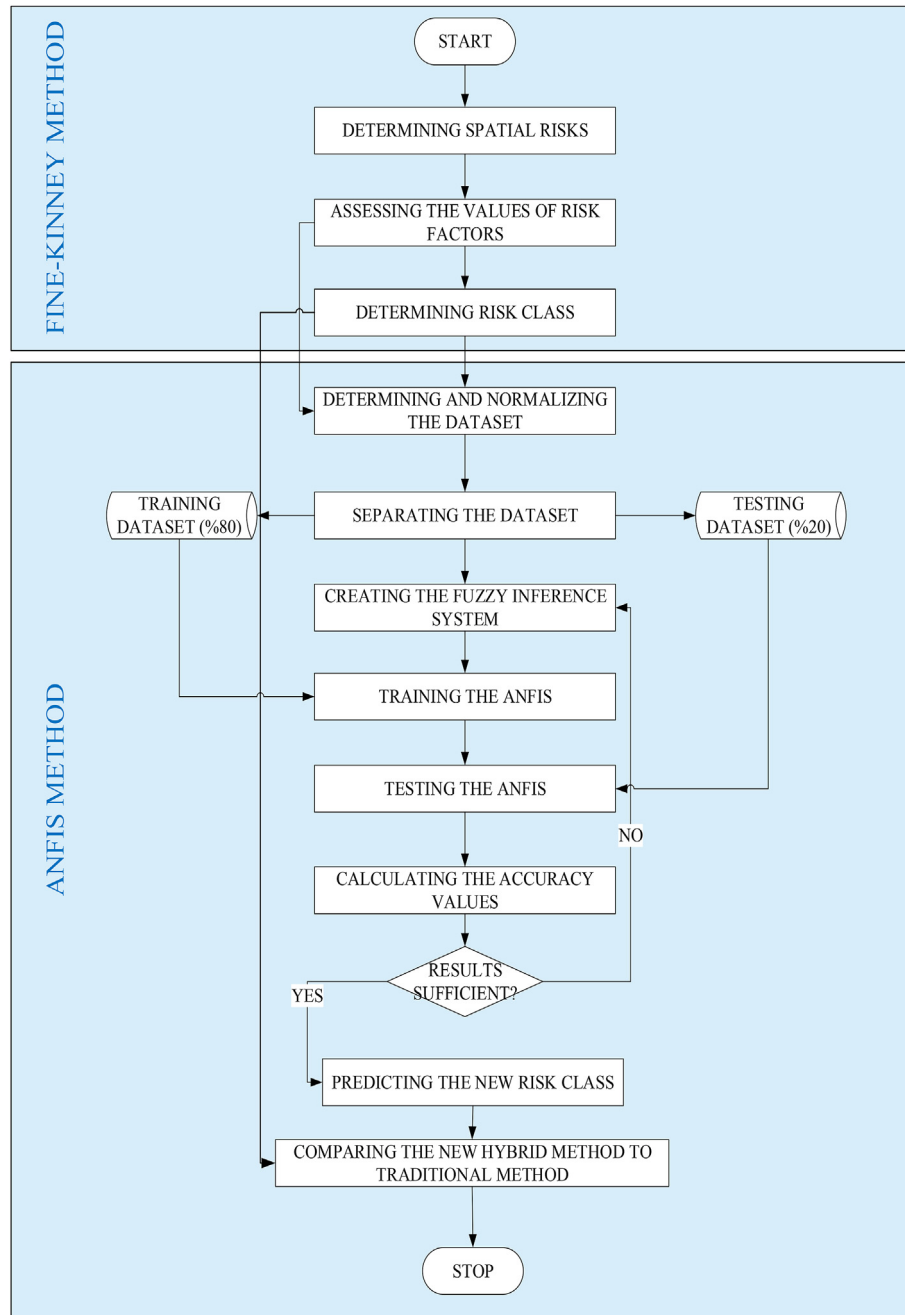 FINE-KINNEY METHOD
START
DETERMINING SPATIAL RISKS
ASSESSING THE VALUES OF RISK
FACTORS
DETERMINING RISK CLASS
ANFIS METHOD
DETERMINING AND NORMALIZING
THE DATASET
TRAINING
DATASET (%80)
SEPARATING THE DATASET
TESTING
DATASET (%20)
CREATING THE FUZZY INFERENCE
SYSTEM
TRAINING THE ANFIS
TESTING THE ANFIS
NO
CALCULATING THE ACCURACY
VALUES
RESULTS
SUFFICIENT?
YES
PREDICTING THE NEW RISK CLASS
COMPARING THE NEW HYBRID METHOD TO
TRADITIONAL METHOD
STOP